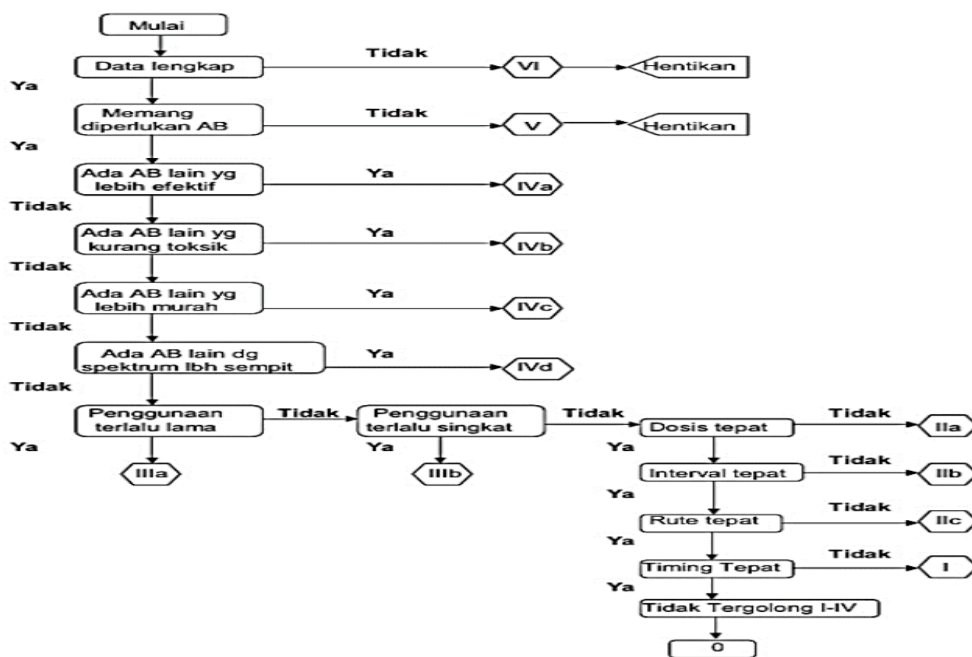 Mulai
Tidak
Data lengkap
VI
Hentikan
Ya
Memang
diperlukan AB
Tidak
V
Hentikan
Ya
Ada AB lain yg
lebih efektif
Ya
IVa
Tidak
Ada AB lain yg
kurang toksik
Ya
IVb
Tidak
Ada AB lain yg
lebih murah
Ya
IVc
Tidak
Ada AB lain dg
spektrum lbh sempit
Ya
IVd
Tidak
Penggunaan
terlalu lama
Tidak
Penggunaan
terlalu singkat
Tidak
Dosis tepat
Tidak
IIa
Ya
IIIa
Ya
IIIb
Ya
Interval tepat
Tidak
IIb
Ya
Rute tepat
Tidak
IIc
Ya
Timing Tepat
Tidak
I
Ya
Tidak Tergolong I-IV
0